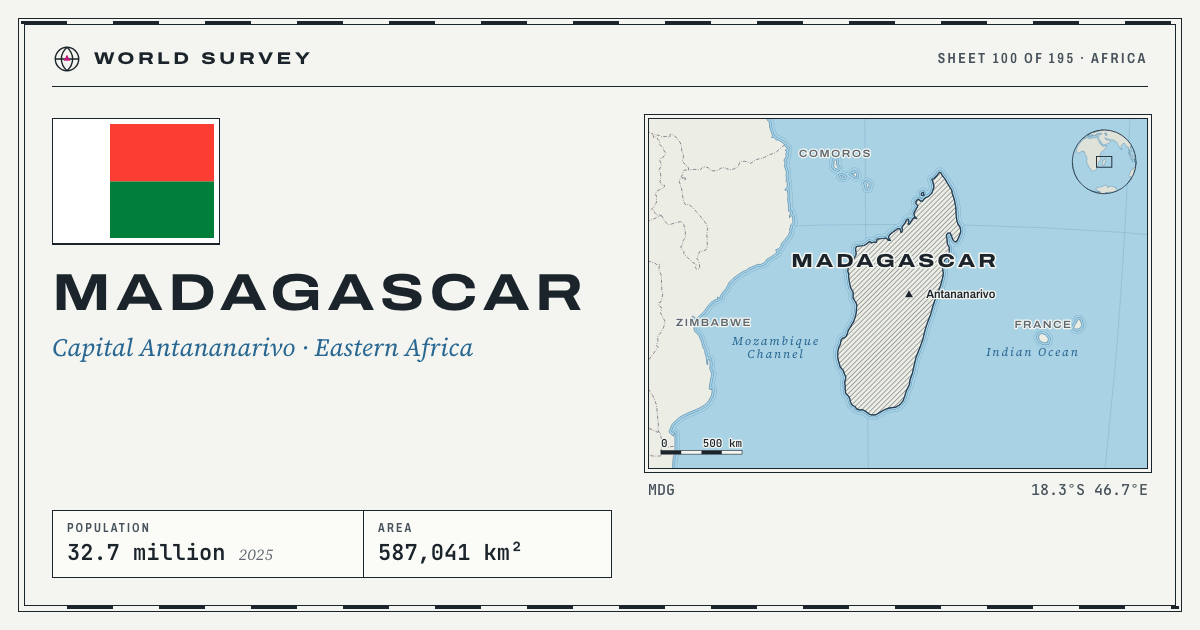 WORLD SURVEY
SHEET 100 OF 195 · AFRICA
MADAGASCAR
Capital Antananarivo · Eastern Africa
COMOROS
MADAGASCAR
Antananarivo
ZIMBABWE
Mozambique
Channel
FRANCE
Indian Ocean
0 500 km
MDG 18.3°S 46.7°E
POPULATION
32.7 million 2025
AREA
587,041 km²